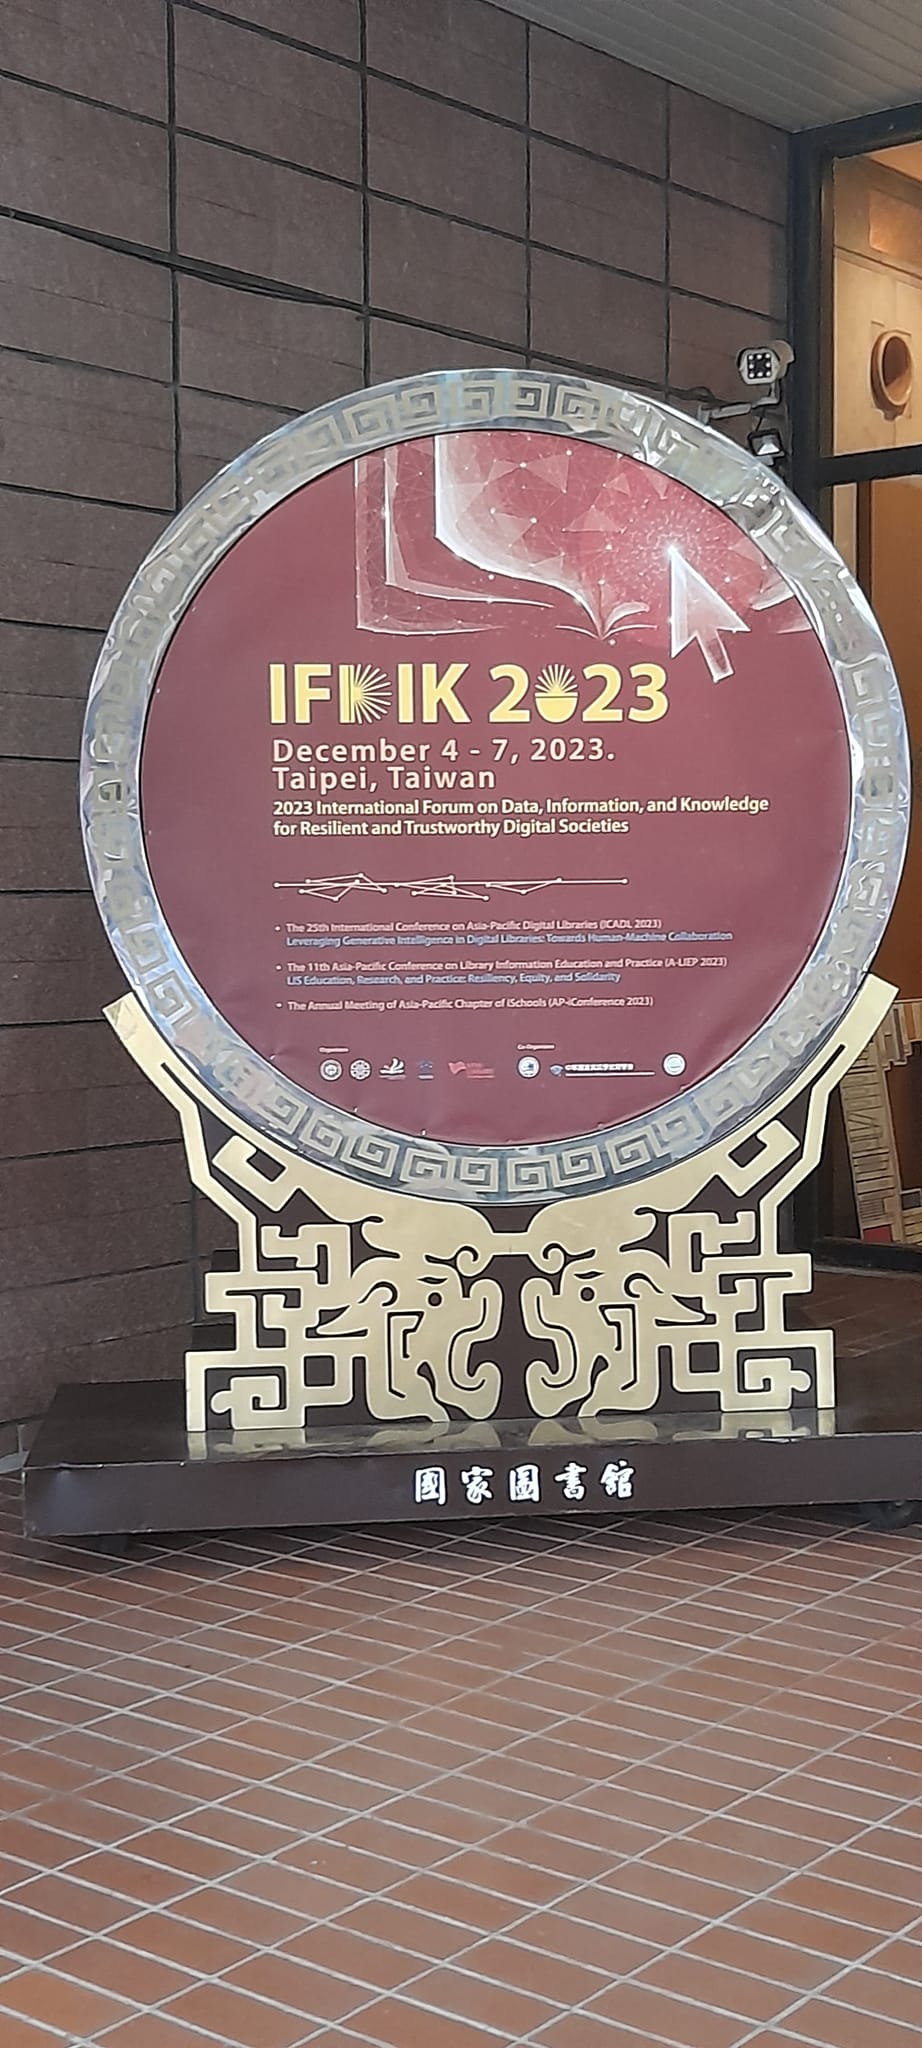 IFDIK 2023
December 4 - 7, 2023.
Taipei, Taiwan
2023 International Forum on Data, Information, and Knowledge
for Resilient and Trustworthy Digital Societies
• The 25th International Conference on Asia-Pacific Digital Libraries (ICADL 2023)
Leveraging Generative Intelligence in Digital Libraries: Towards Human-Machine Collaboration
• The 11th Asia-Pacific Conference on Library Information Education and Practice (A-LIEP 2023)
LIS Education, Research, and Practice: Resiliency, Equity, and Solidarity
• The Annual Meeting of Asia-Pacific Chapter of iSchools (AP-iConference 2023)
Organizers
Co-Organizers
國家圖書館